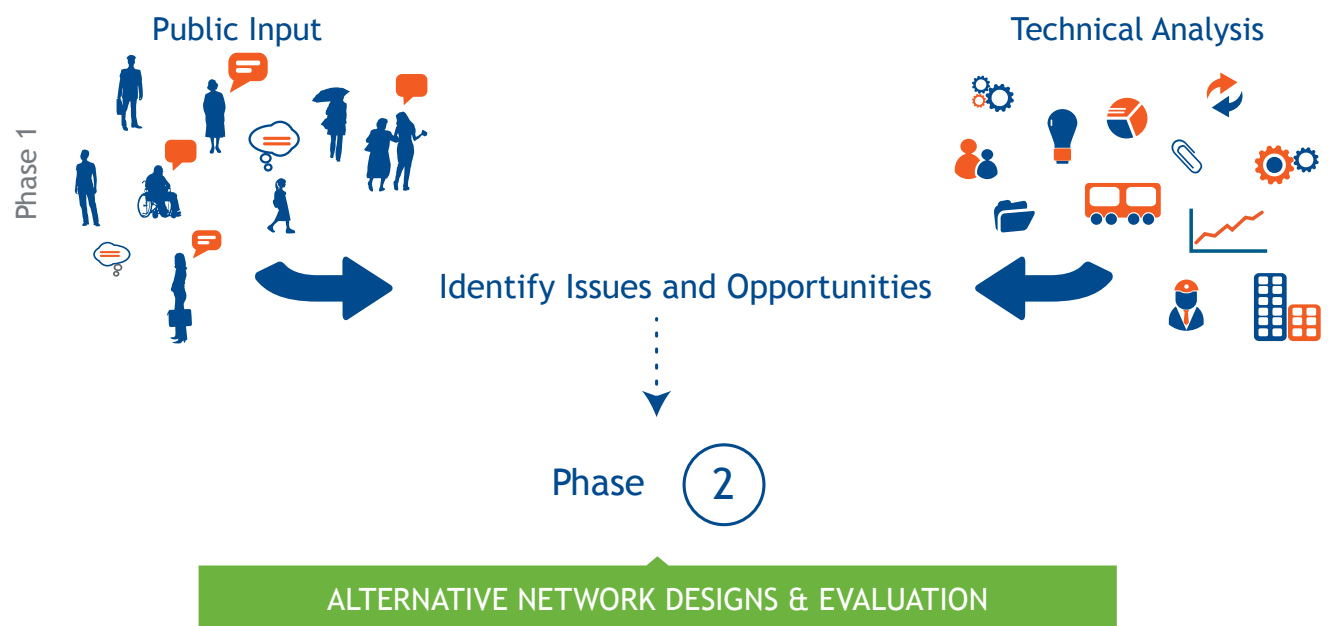 Public Input
Technical Analysis
Phase 1
Identify Issues and Opportunities
Phase 2
ALTERNATIVE NETWORK DESIGNS & EVALUATION